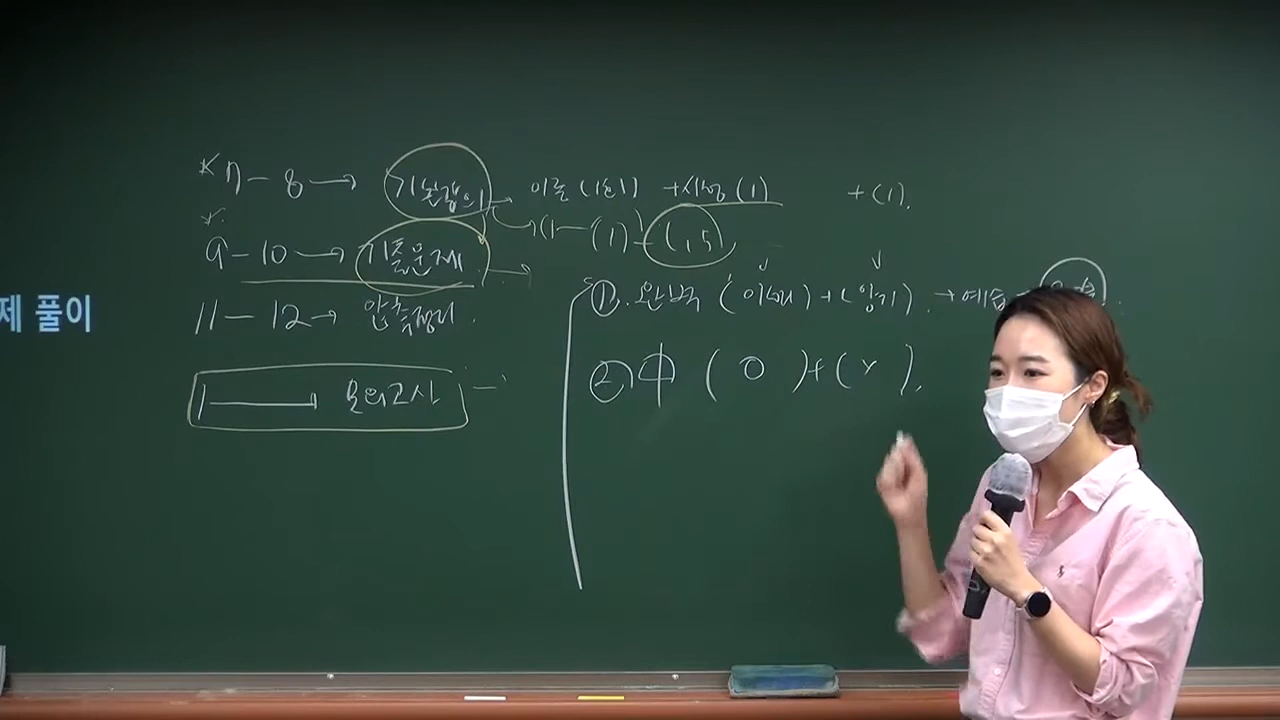 * 7-8 → 기본강의 → 이론(1회) + 시험(1) + (1).
(1 - (1) - (1,5)
* 9-10 → 기출문제 →
11-12 → 압축정리.
1 → 모의고사
제 풀이
①. 완벽 (이해) + (암기). → 예습
② 中 ( O ) + ( x ).